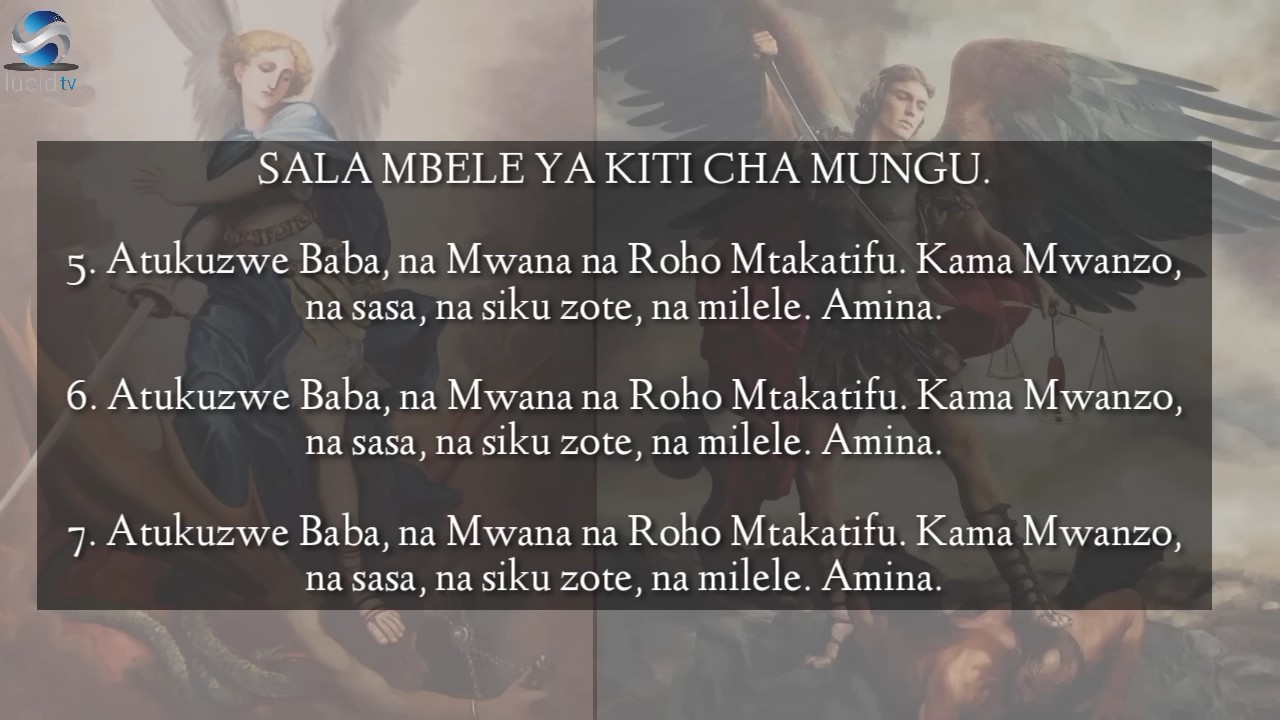 lucidtv
SALA MBELE YA KITI CHA MUNGU.
5. Atukuzwe Baba, na Mwana na Roho Mtakatifu. Kama Mwanzo,
na sasa, na siku zote, na milele. Amina.
6. Atukuzwe Baba, na Mwana na Roho Mtakatifu. Kama Mwanzo,
na sasa, na siku zote, na milele. Amina.
7. Atukuzwe Baba, na Mwana na Roho Mtakatifu. Kama Mwanzo,
na sasa, na siku zote, na milele. Amina.